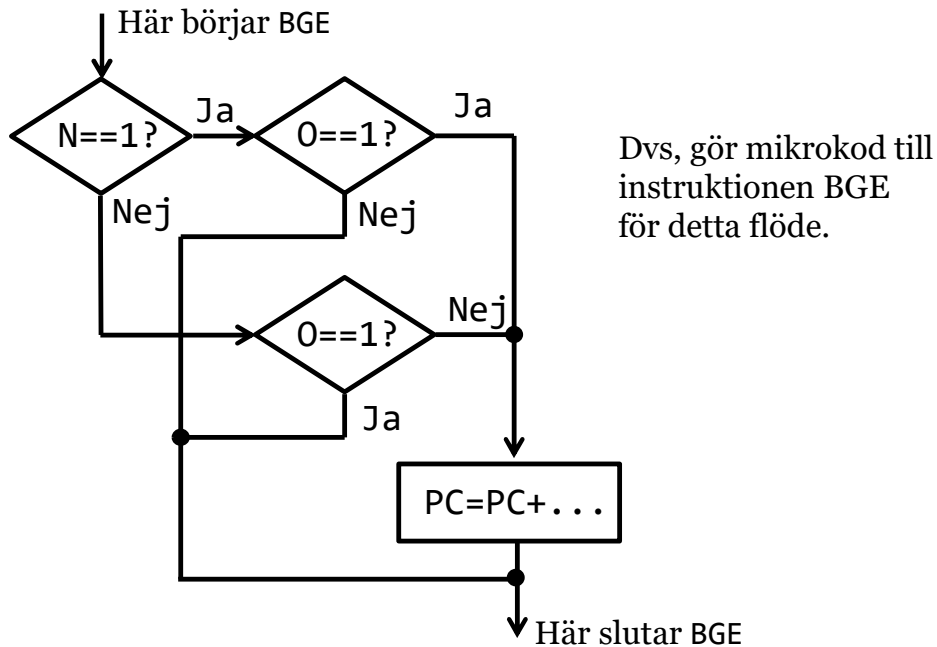 Här börjar BGE
N==1?
Ja
O==1?
Ja
Nej
Nej
Dvs, gör mikrokod till
instruktionen BGE
för detta flöde.
O==1?
Nej
Ja
PC=PC+...
Här slutar BGE